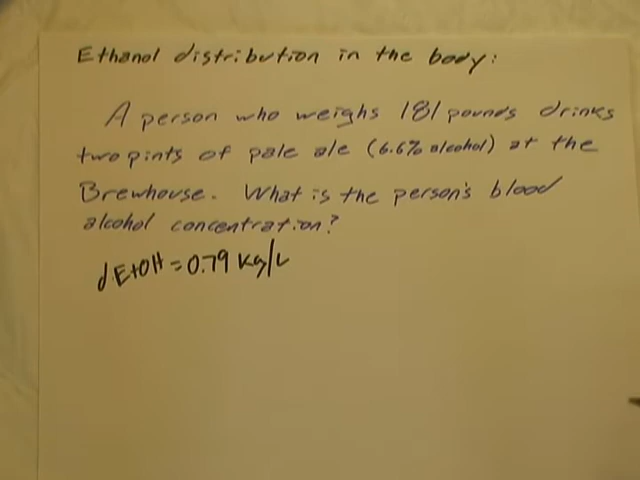 Ethanol distribution in the body:
A person who weighs 181 pounds drinks
two pints of pale ale (6.6% alcohol) at the
Brewhouse. What is the person's blood
alcohol concentration?
dEtOH = 0.79 kg/L